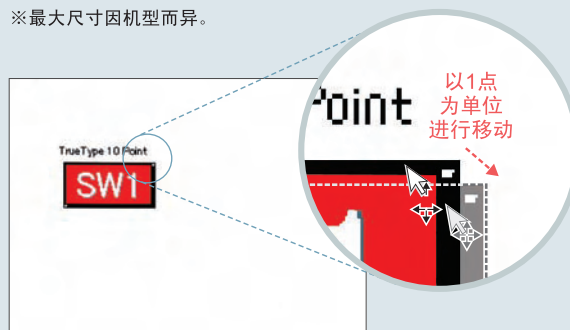 ※最大尺寸因机型而异。
TrueType 10 Point
SW1
Point
以1点
为单位
进行移动